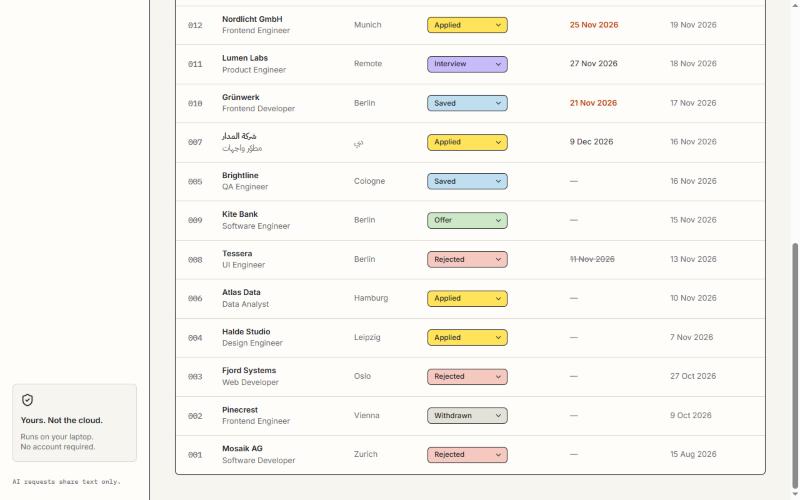 012 Nordlicht GmbH Munich Applied 25 Nov 2026 19 Nov 2026
Frontend Engineer
011 Lumen Labs Remote Interview 27 Nov 2026 18 Nov 2026
Product Engineer
010 Grünwerk Berlin Saved 21 Nov 2026 17 Nov 2026
Frontend Developer
007 شركة المدار دبي Applied 9 Dec 2026 16 Nov 2026
مطوّر واجهات
005 Brightline Cologne Saved — 16 Nov 2026
QA Engineer
009 Kite Bank Berlin Offer — 15 Nov 2026
Software Engineer
008 Tessera Berlin Rejected 11 Nov 2026 13 Nov 2026
UI Engineer
006 Atlas Data Hamburg Applied — 10 Nov 2026
Data Analyst
004 Halde Studio Leipzig Applied — 7 Nov 2026
Design Engineer
003 Fjord Systems Oslo Rejected — 27 Oct 2026
Web Developer
002 Pinecrest Vienna Withdrawn — 9 Oct 2026
Frontend Engineer
001 Mosaik AG Zurich Rejected — 15 Aug 2026
Software Developer
Yours. Not the cloud.
Runs on your laptop.
No account required.
AI requests share text only.